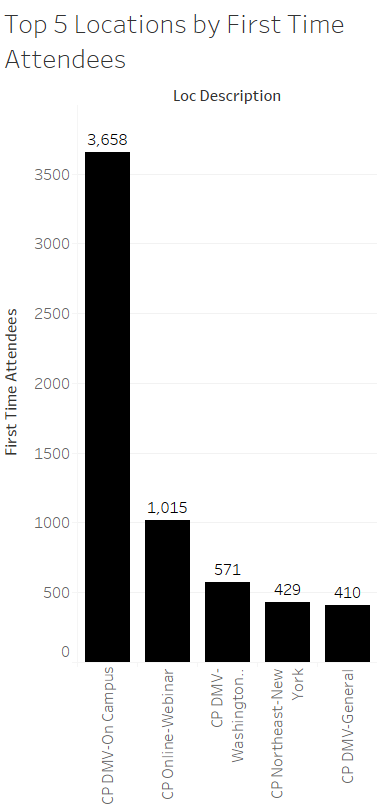 Top 5 Locations by First Time
Attendees
Loc Description
First Time Attendees
3500
3000
2500
2000
1500
1000
500
0
3,658
1,015
571
429
410
CP DMV-On Campus
CP Online-Webinar
CP DMV-
Washington..
CP Northeast-New
York
CP DMV-General